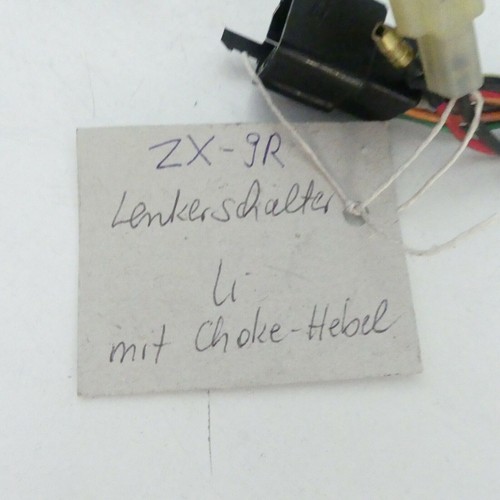 ZX-9R
Lenkerschalter
Li.
mit Choke-Hebel